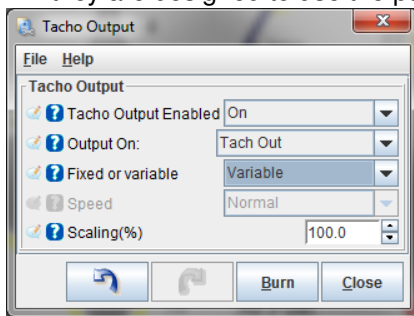 Tacho Output
File Help
Tacho Output
Tacho Output Enabled On
Output On: Tach Out
Fixed or variable Variable
Speed Normal
Scaling(%) 100.0
Burn Close